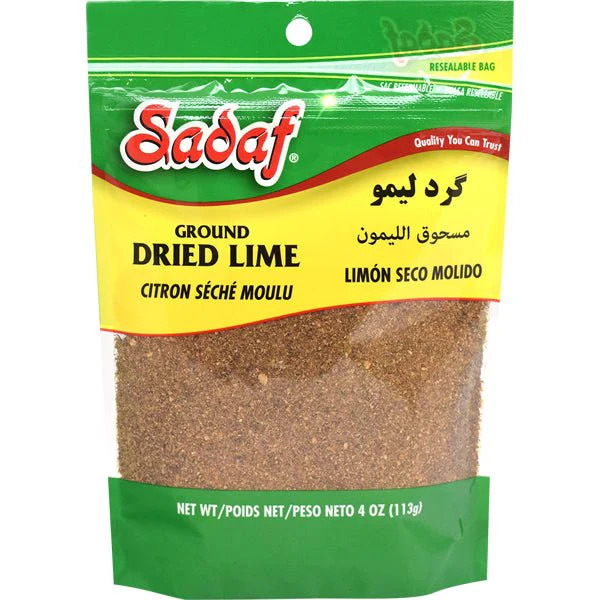 RESEALABLE BAG
Sadaf®
Quality You Can Trust
گرد لیمو
مسحوق الليمون
GROUND
DRIED LIME
CITRON SÉCHÉ MOULU
LIMÓN SECO MOLIDO
NET WT/POIDS NET/PESO NETO 4 OZ (113g)